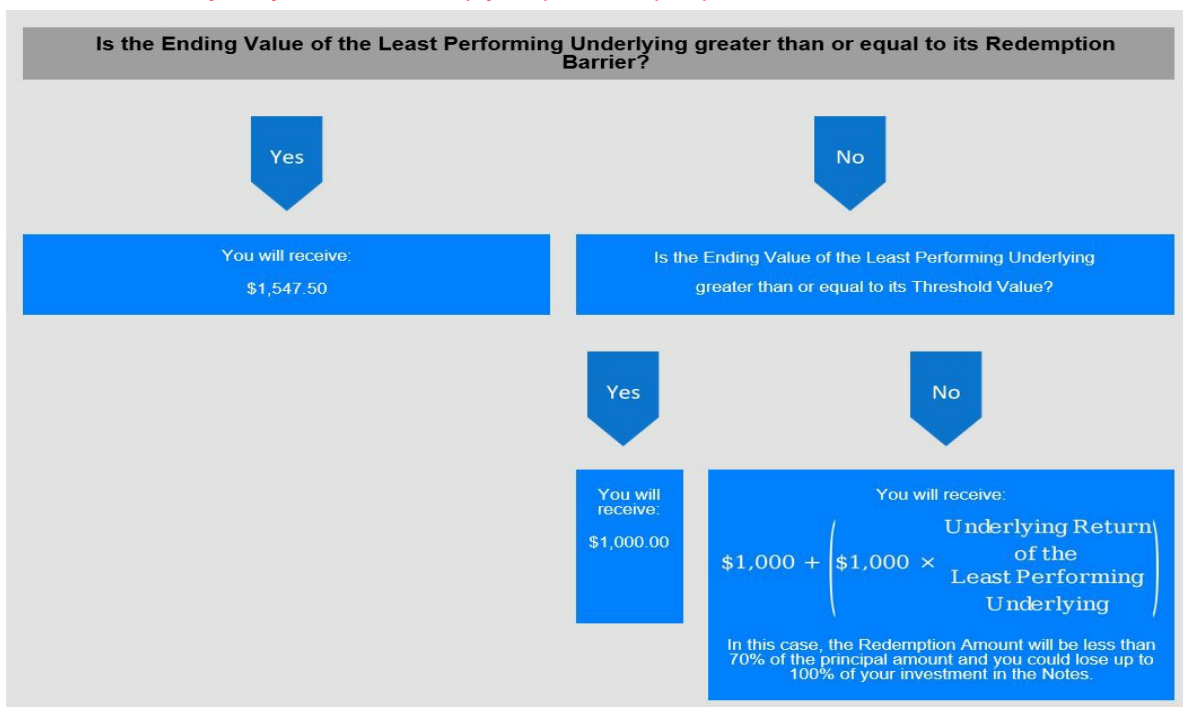 Is the Ending Value of the Least Performing Underlying greater than or equal to its Redemption
Barrier?
Yes
No
You will receive:
$1,547.50
Is the Ending Value of the Least Performing Underlying
greater than or equal to its Threshold Value?
Yes
No
You will
receive:
$1,000.00
You will receive:
$1,000 + ($1,000 × Underlying Return
of the
Least Performing
Underlying)
In this case, the Redemption Amount will be less than
70% of the principal amount and you could lose up to
100% of your investment in the Notes.